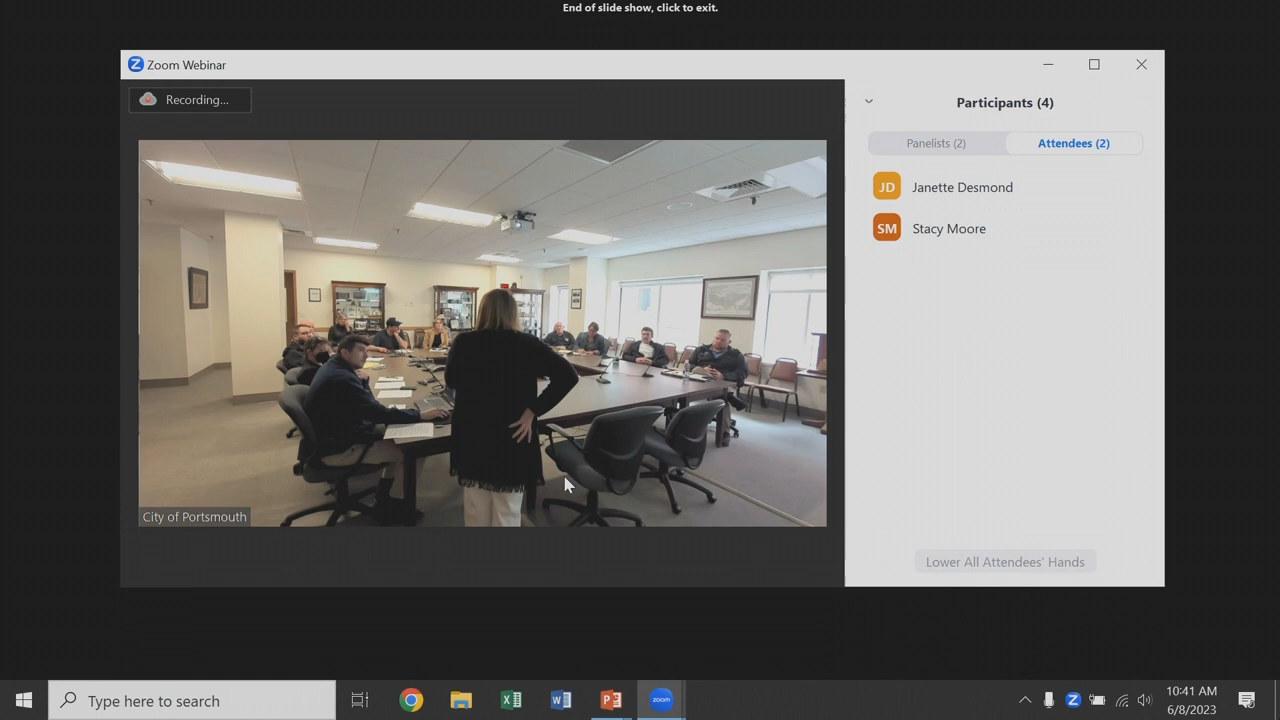 End of slide show, click to exit.
Zoom Webinar
Recording...
Participants (4)
Panelists (2)
Attendees (2)
JD
Janette Desmond
SM
Stacy Moore
City of Portsmouth
Lower All Attendees' Hands
Type here to search
zoom
10:41 AM
6/8/2023